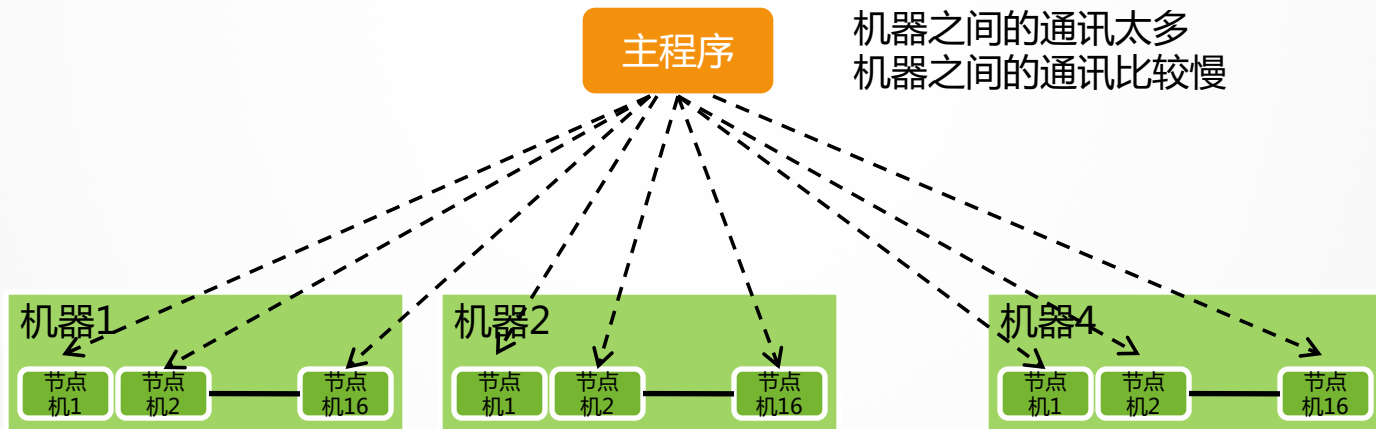 主程序
机器之间的通讯太多
机器之间的通讯比较慢
机器1
机器2
机器4
节点
机1
节点
机2
节点
机16
节点
机1
节点
机2
节点
机16
节点
机1
节点
机2
节点
机16